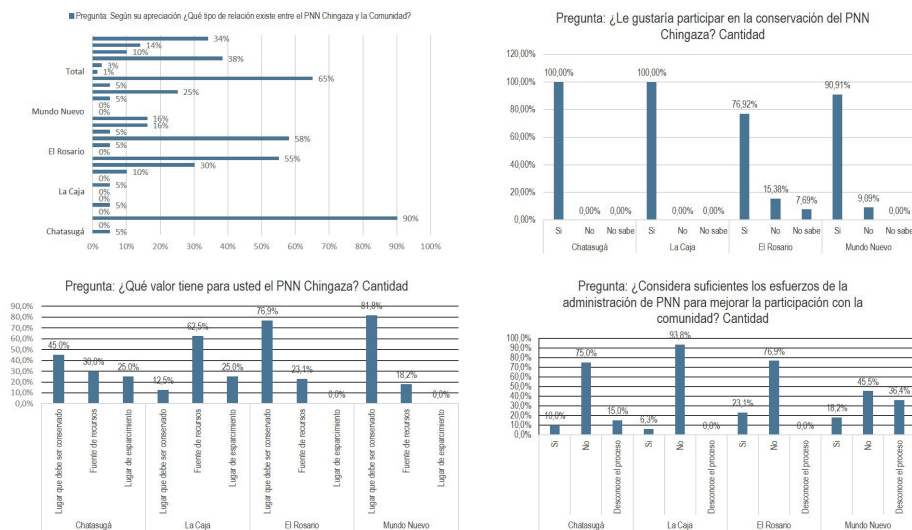 Pregunta: Según su apreciación ¿Qué tipo de relación existe entre el PNN Chingaza y la Comunidad?
34%
14%
10%
38%
3%
Total
1%
65%
5%
25%
5%
0%
Mundo Nuevo
0%
16%
16%
5%
58%
El Rosario
5%
55%
30%
10%
0%
5%
La Caja
0%
0%
5%
0%
90%
Chatasugá
5%
0% 10% 20% 30% 40% 50% 60% 70% 80% 90% 100%
Pregunta: ¿Le gustaría participar en la conservación del PNN
Chingaza? Cantidad
120,00%
100,00%
80,00%
60,00%
40,00%
20,00%
0,00%
100,00% 0,00% 0,00% 100,00% 0,00% 0,00% 76,92% 15,38% 7,69% 90,91% 9,09% 0,00%
Si No No sabe Si No No sabe Si No No sabe Si No No sabe
Chatasugá La Caja El Rosario Mundo Nuevo
Pregunta: ¿Qué valor tiene para usted el PNN Chingaza? Cantidad
90,0%
80,0%
70,0%
60,0%
50,0%
40,0%
30,0%
20,0%
10,0%
0,0%
45,0% 30,0% 25,0% 12,5% 62,5% 25,0% 76,9% 23,1% 0,0% 81,8% 18,2% 0,0%
Lugar que debe ser conservado
Fuente de recursos
Lugar de esparcimiento
Lugar que debe ser conservado
Fuente de recursos
Lugar de esparcimiento
Lugar que debe ser conservado
Fuente de recursos
Lugar de esparcimiento
Lugar que debe ser conservado
Fuente de recursos
Lugar de esparcimiento
Chatasugá La Caja El Rosario Mundo Nuevo
Pregunta: ¿Considera suficientes los esfuerzos de la
administración de PNN para mejorar la participación con la
comunidad? Cantidad
100,0%
90,0%
80,0%
70,0%
60,0%
50,0%
40,0%
30,0%
20,0%
10,0%
0,0%
10,0% 75,0% 15,0% 6,3% 93,8% 0,0% 23,1% 76,9% 0,0% 18,2% 45,5% 36,4%
Si
No
Desconoce el proceso
Si
No
Desconoce el proceso
Si
No
Desconoce el proceso
Si
No
Desconoce el proceso
Chatasugá La Caja El Rosario Mundo Nuevo